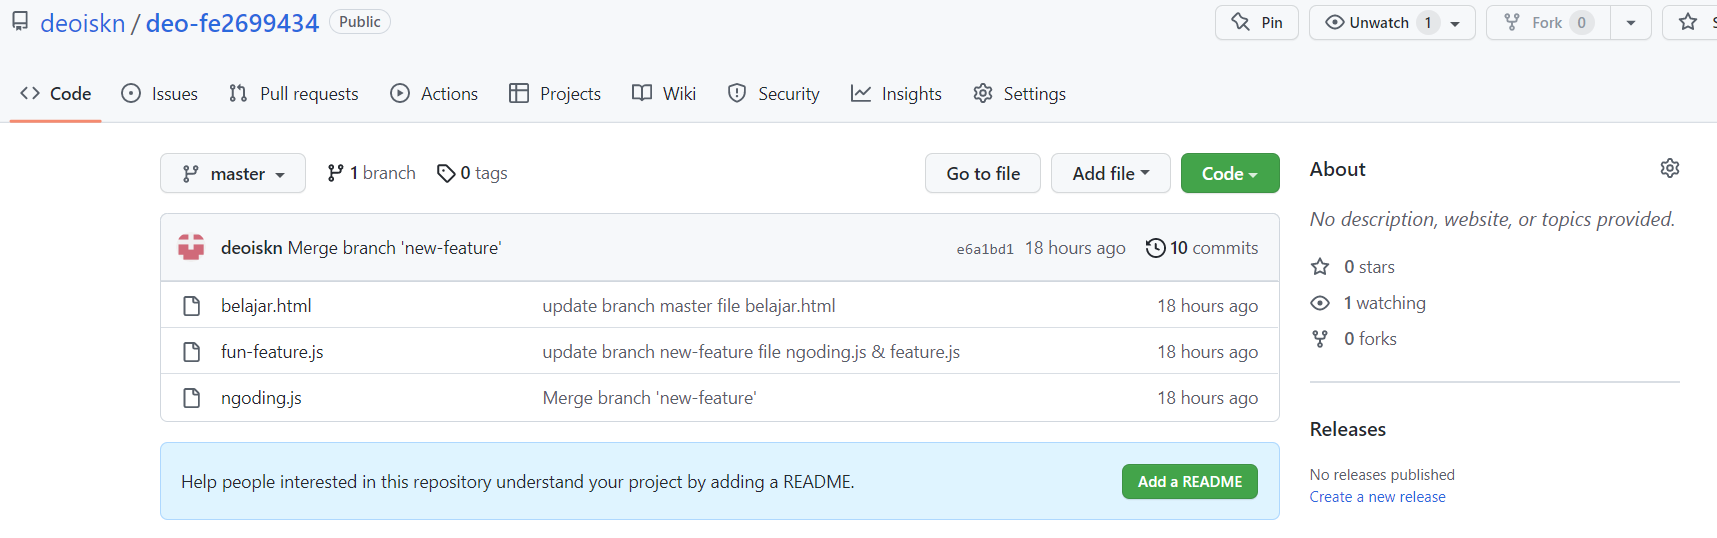 deoiskn / deo-fe2699434 Public Pin Unwatch 1 Fork 0
Code Issues Pull requests Actions Projects Wiki Security Insights Settings
master 1 branch 0 tags Go to file Add file Code
deoiskn Merge branch 'new-feature' e6a1bd1 18 hours ago 10 commits
belajar.html update branch master file belajar.html 18 hours ago
fun-feature.js update branch new-feature file ngoding.js & feature.js 18 hours ago
ngoding.js Merge branch 'new-feature' 18 hours ago
Help people interested in this repository understand your project by adding a README. Add a README
About
No description, website, or topics provided.
0 stars
1 watching
0 forks
Releases
No releases published
Create a new release